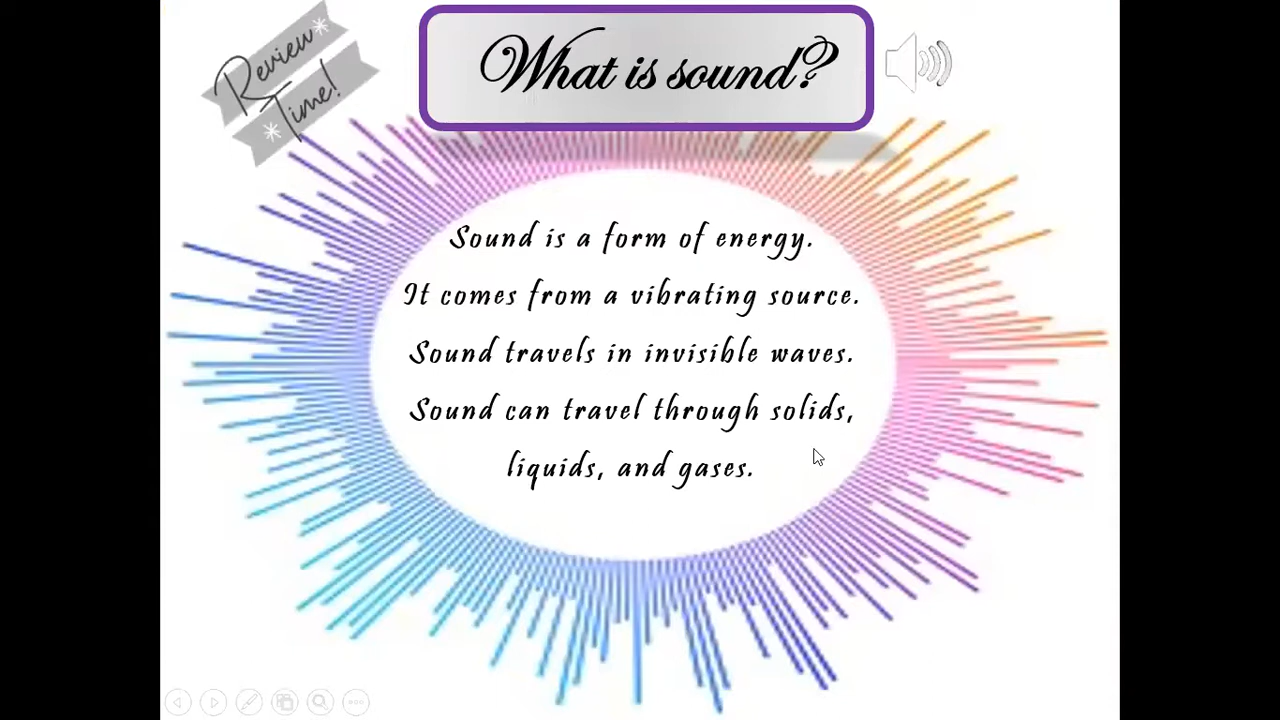 Review
Time!
What is sound?
Sound is a form of energy.
It comes from a vibrating source.
Sound travels in invisible waves.
Sound can travel through solids,
liquids, and gases.